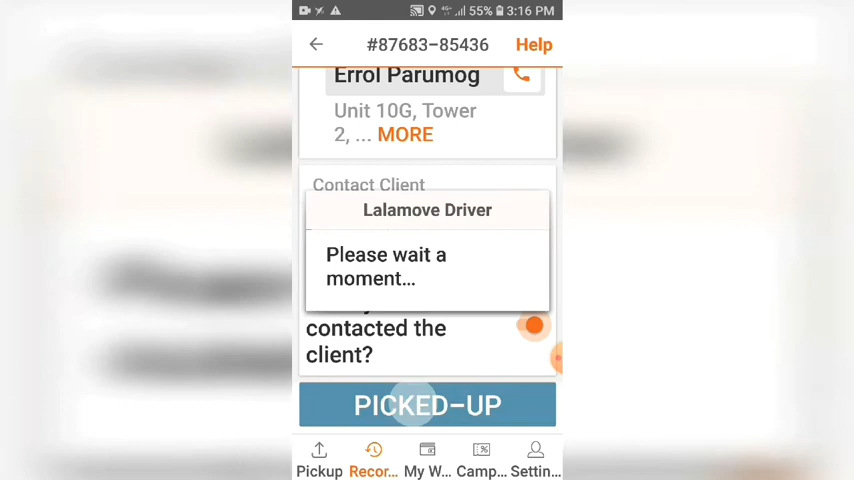 55% 3:16 PM
#87683-85436 Help
Errol Parumog
Unit 10G, Tower
2, ... MORE
Contact Client
Lalamove Driver
Please wait a
moment...
contacted the
client?
PICKED-UP
Pickup Recor... My W... Camp... Settin...